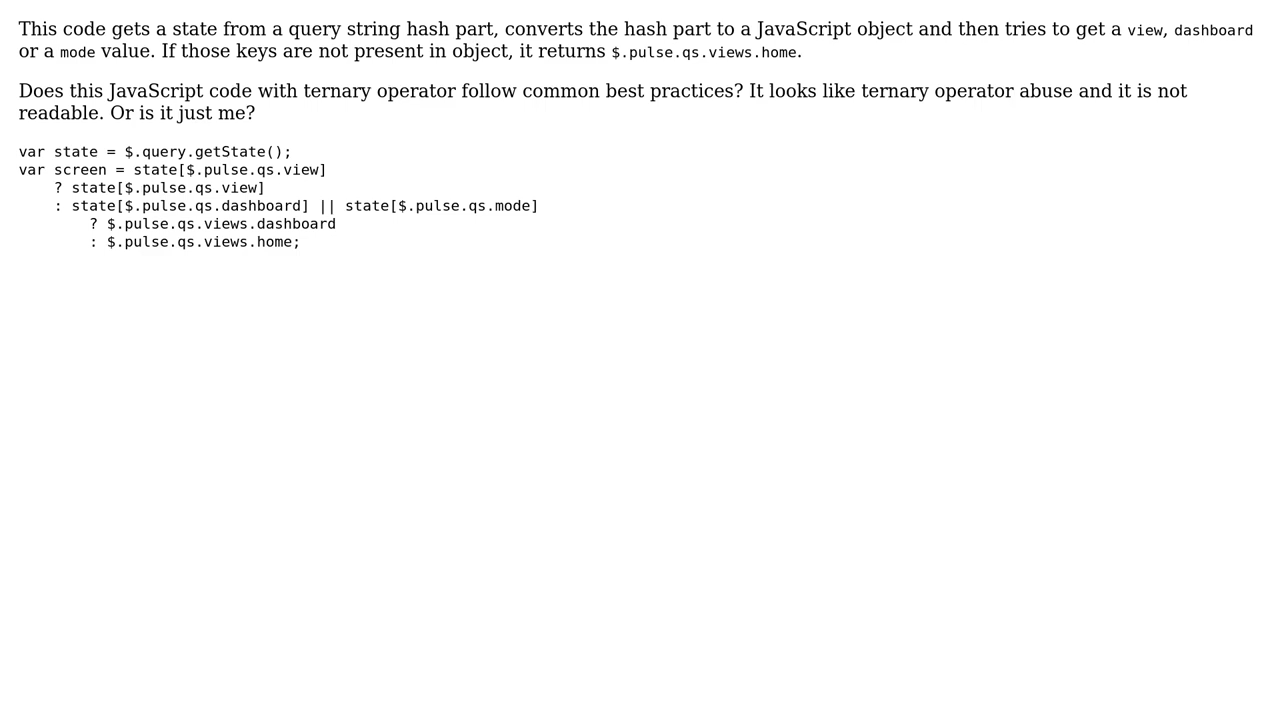 This code gets a state from a query string hash part, converts the hash part to a JavaScript object and then tries to get a view, dashboard
or a mode value. If those keys are not present in object, it returns $.pulse.qs.views.home.
Does this JavaScript code with ternary operator follow common best practices? It looks like ternary operator abuse and it is not
readable. Or is it just me?
var state = $.query.getState();
var screen = state[$.pulse.qs.view]
    ? state[$.pulse.qs.view]
    : state[$.pulse.qs.dashboard] || state[$.pulse.qs.mode]
        ? $.pulse.qs.views.dashboard
        : $.pulse.qs.views.home;